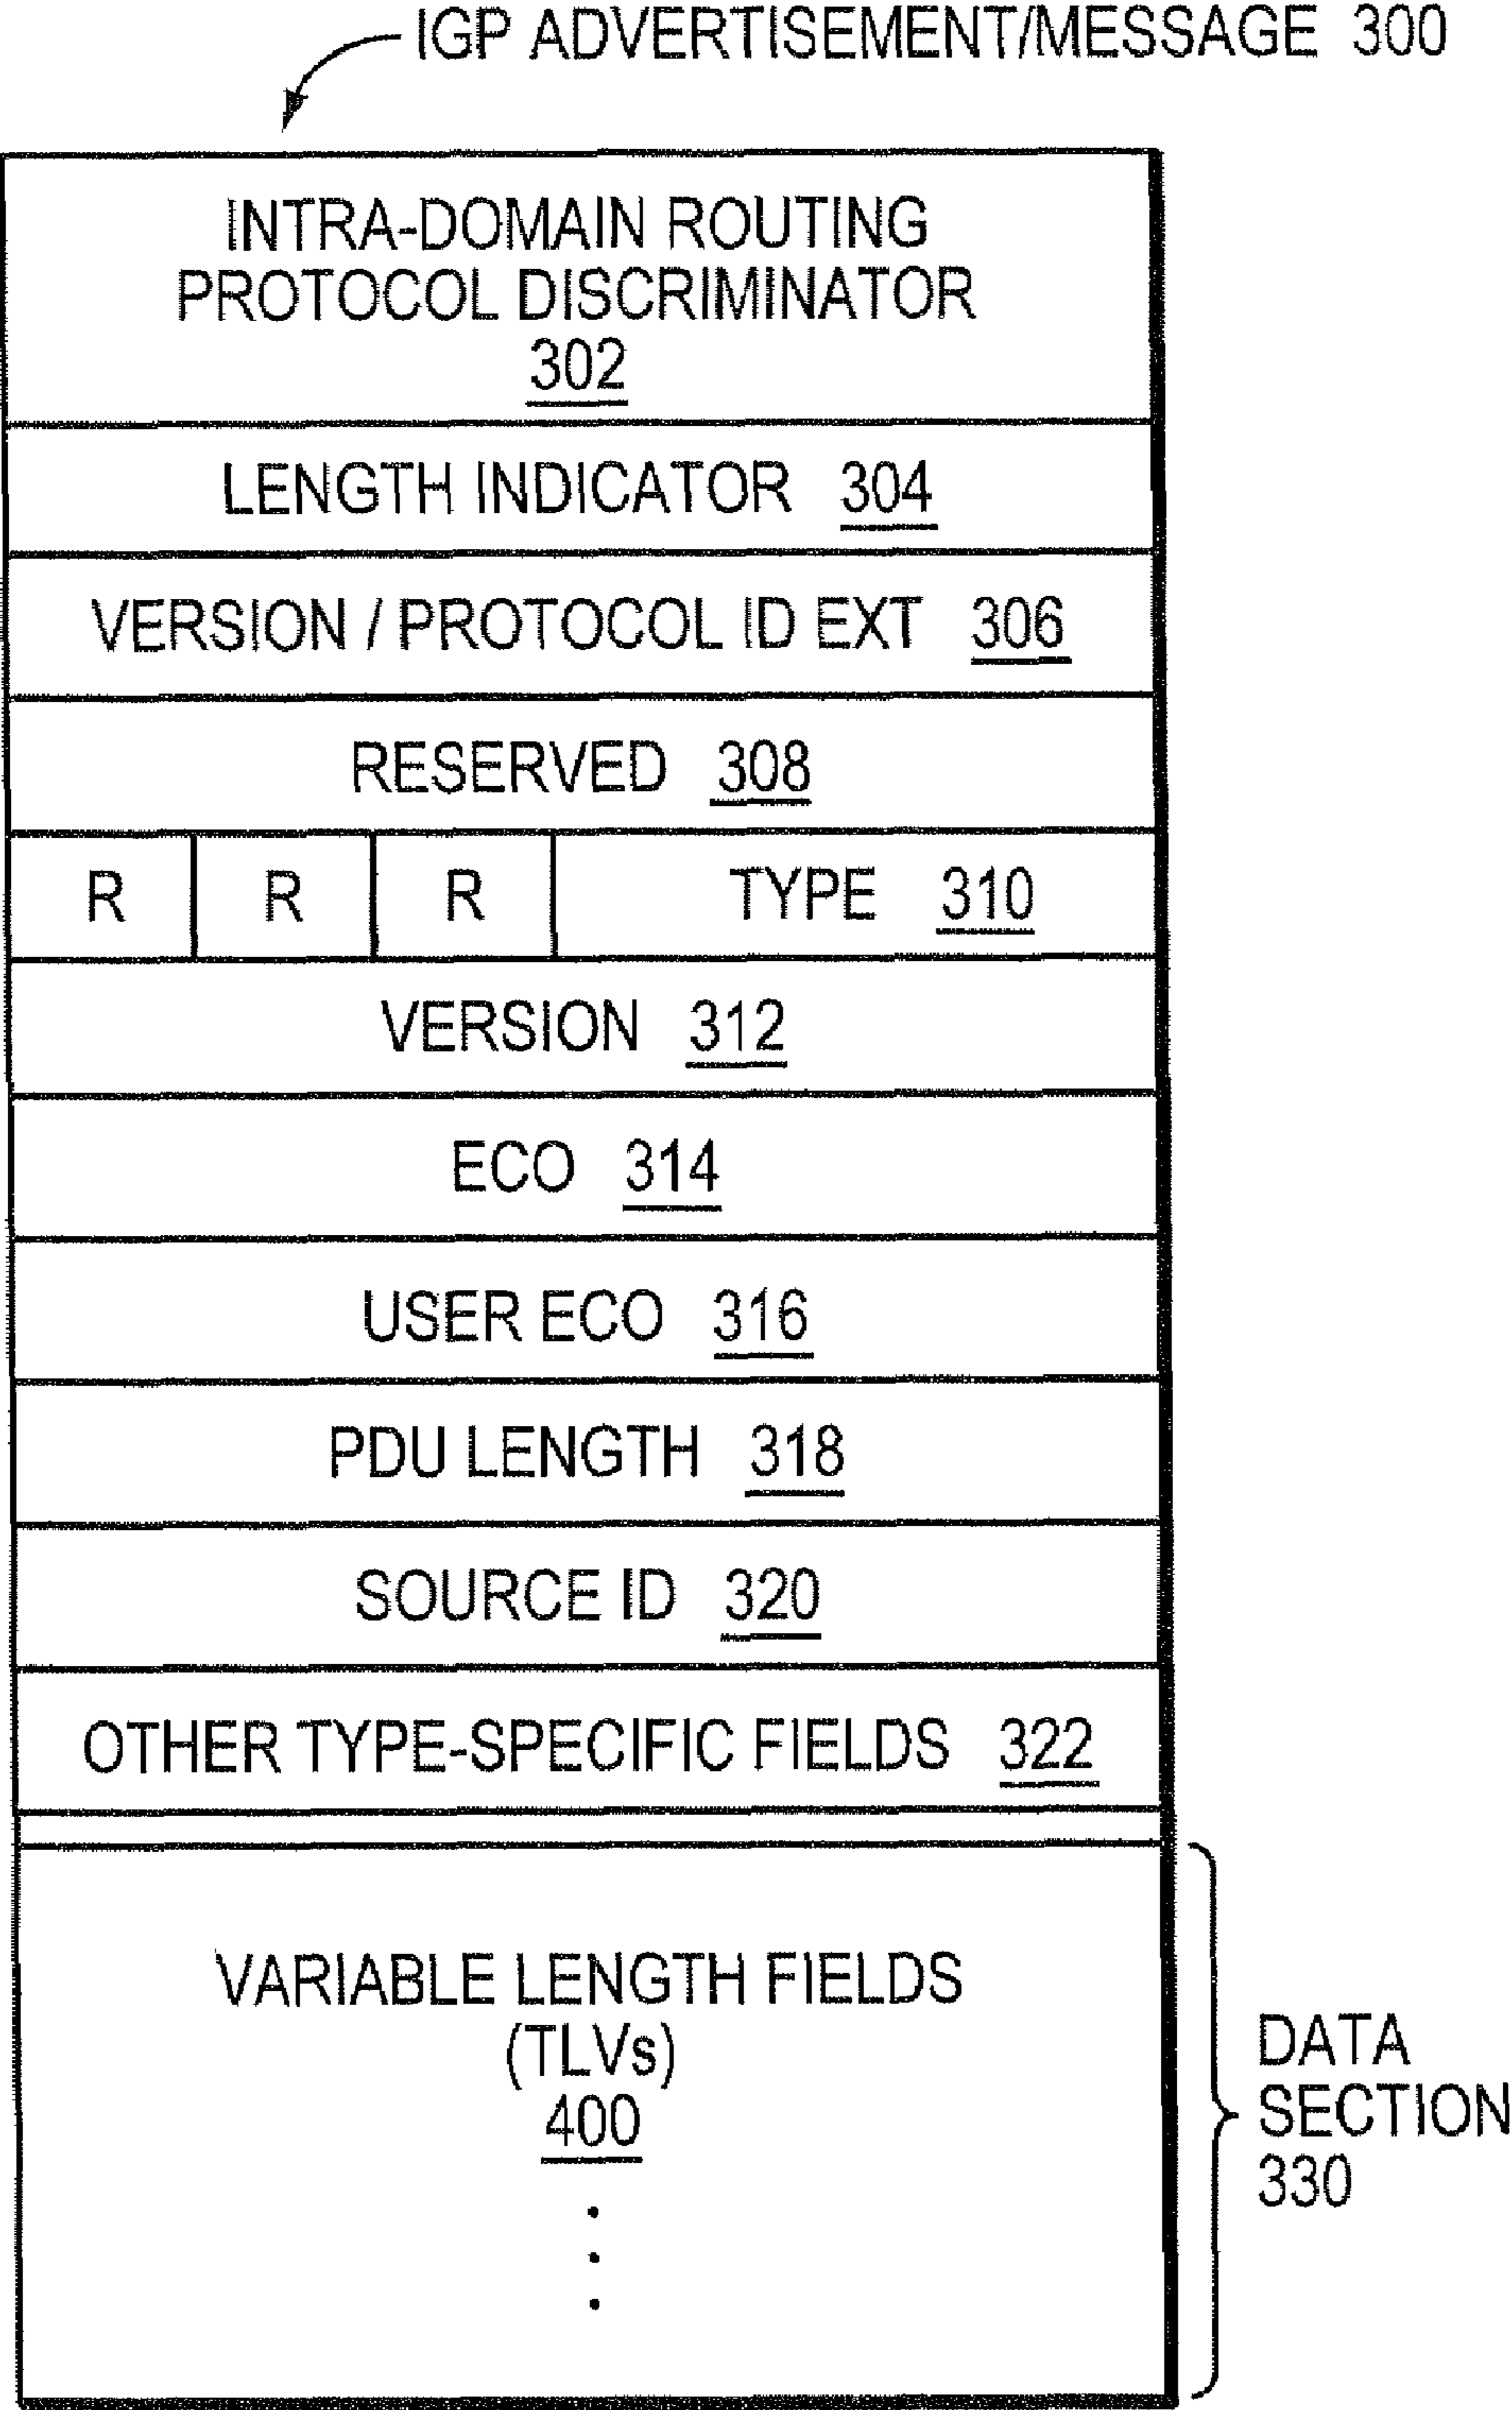 IGP ADVERTISEMENT/MESSAGE 300
INTRA-DOMAIN ROUTING
PROTOCOL DISCRIMINATOR
302
LENGTH INDICATOR 304
VERSION / PROTOCOL ID EXT 306
RESERVED 308
R R R TYPE 310
VERSION 312
ECO 314
USER ECO 316
PDU LENGTH 318
SOURCE ID 320
OTHER TYPE-SPECIFIC FIELDS 322
VARIABLE LENGTH FIELDS
(TLVs)
400
DATA
SECTION
330